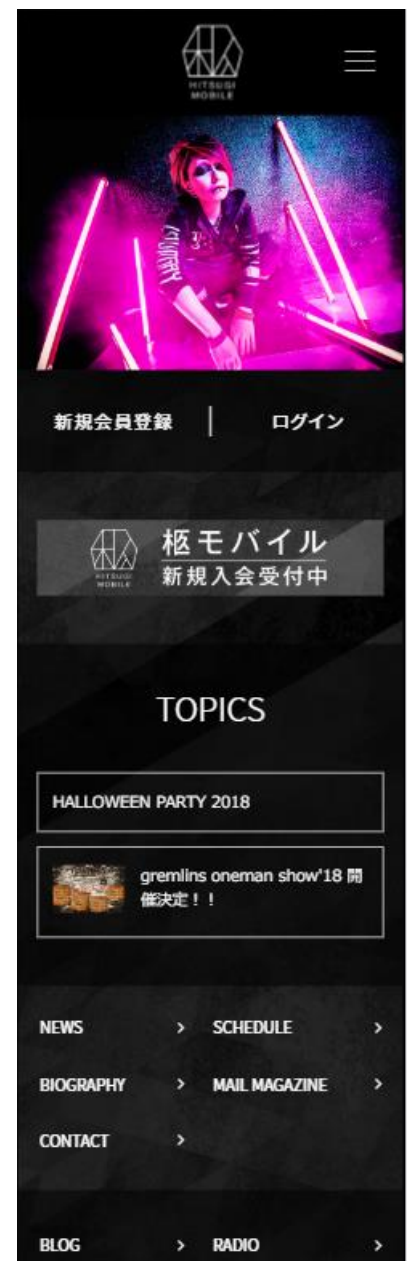 HITSUGI
MOBILE
新規会員登録 | ログイン
HITSUGI
MOBILE
柩モバイル
新規入会受付中
TOPICS
HALLOWEEN PARTY 2018
gremlins oneman show'18 開
催決定！！
NEWS > SCHEDULE >
BIOGRAPHY > MAIL MAGAZINE >
CONTACT >
BLOG > RADIO >